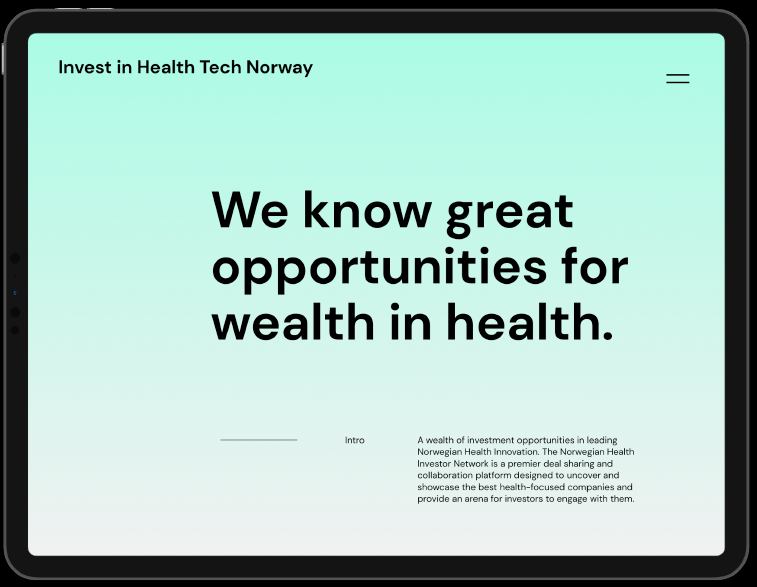 Invest in Health Tech Norway
We know great
opportunities for
wealth in health.
Intro
A wealth of investment opportunities in leading
Norwegian Health Innovation. The Norwegian Health
Investor Network is a premier deal sharing and
collaboration platform designed to uncover and
showcase the best health-focused companies and
provide an arena for investors to engage with them.